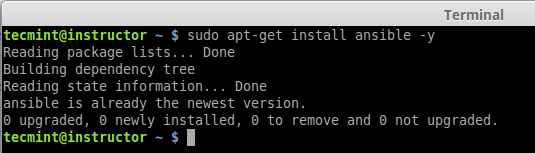 Terminal
tecmint@instructor ~ $ sudo apt-get install ansible -y
Reading package lists... Done
Building dependency tree
Reading state information... Done
ansible is already the newest version.
0 upgraded, 0 newly installed, 0 to remove and 0 not upgraded.
tecmint@instructor ~ $